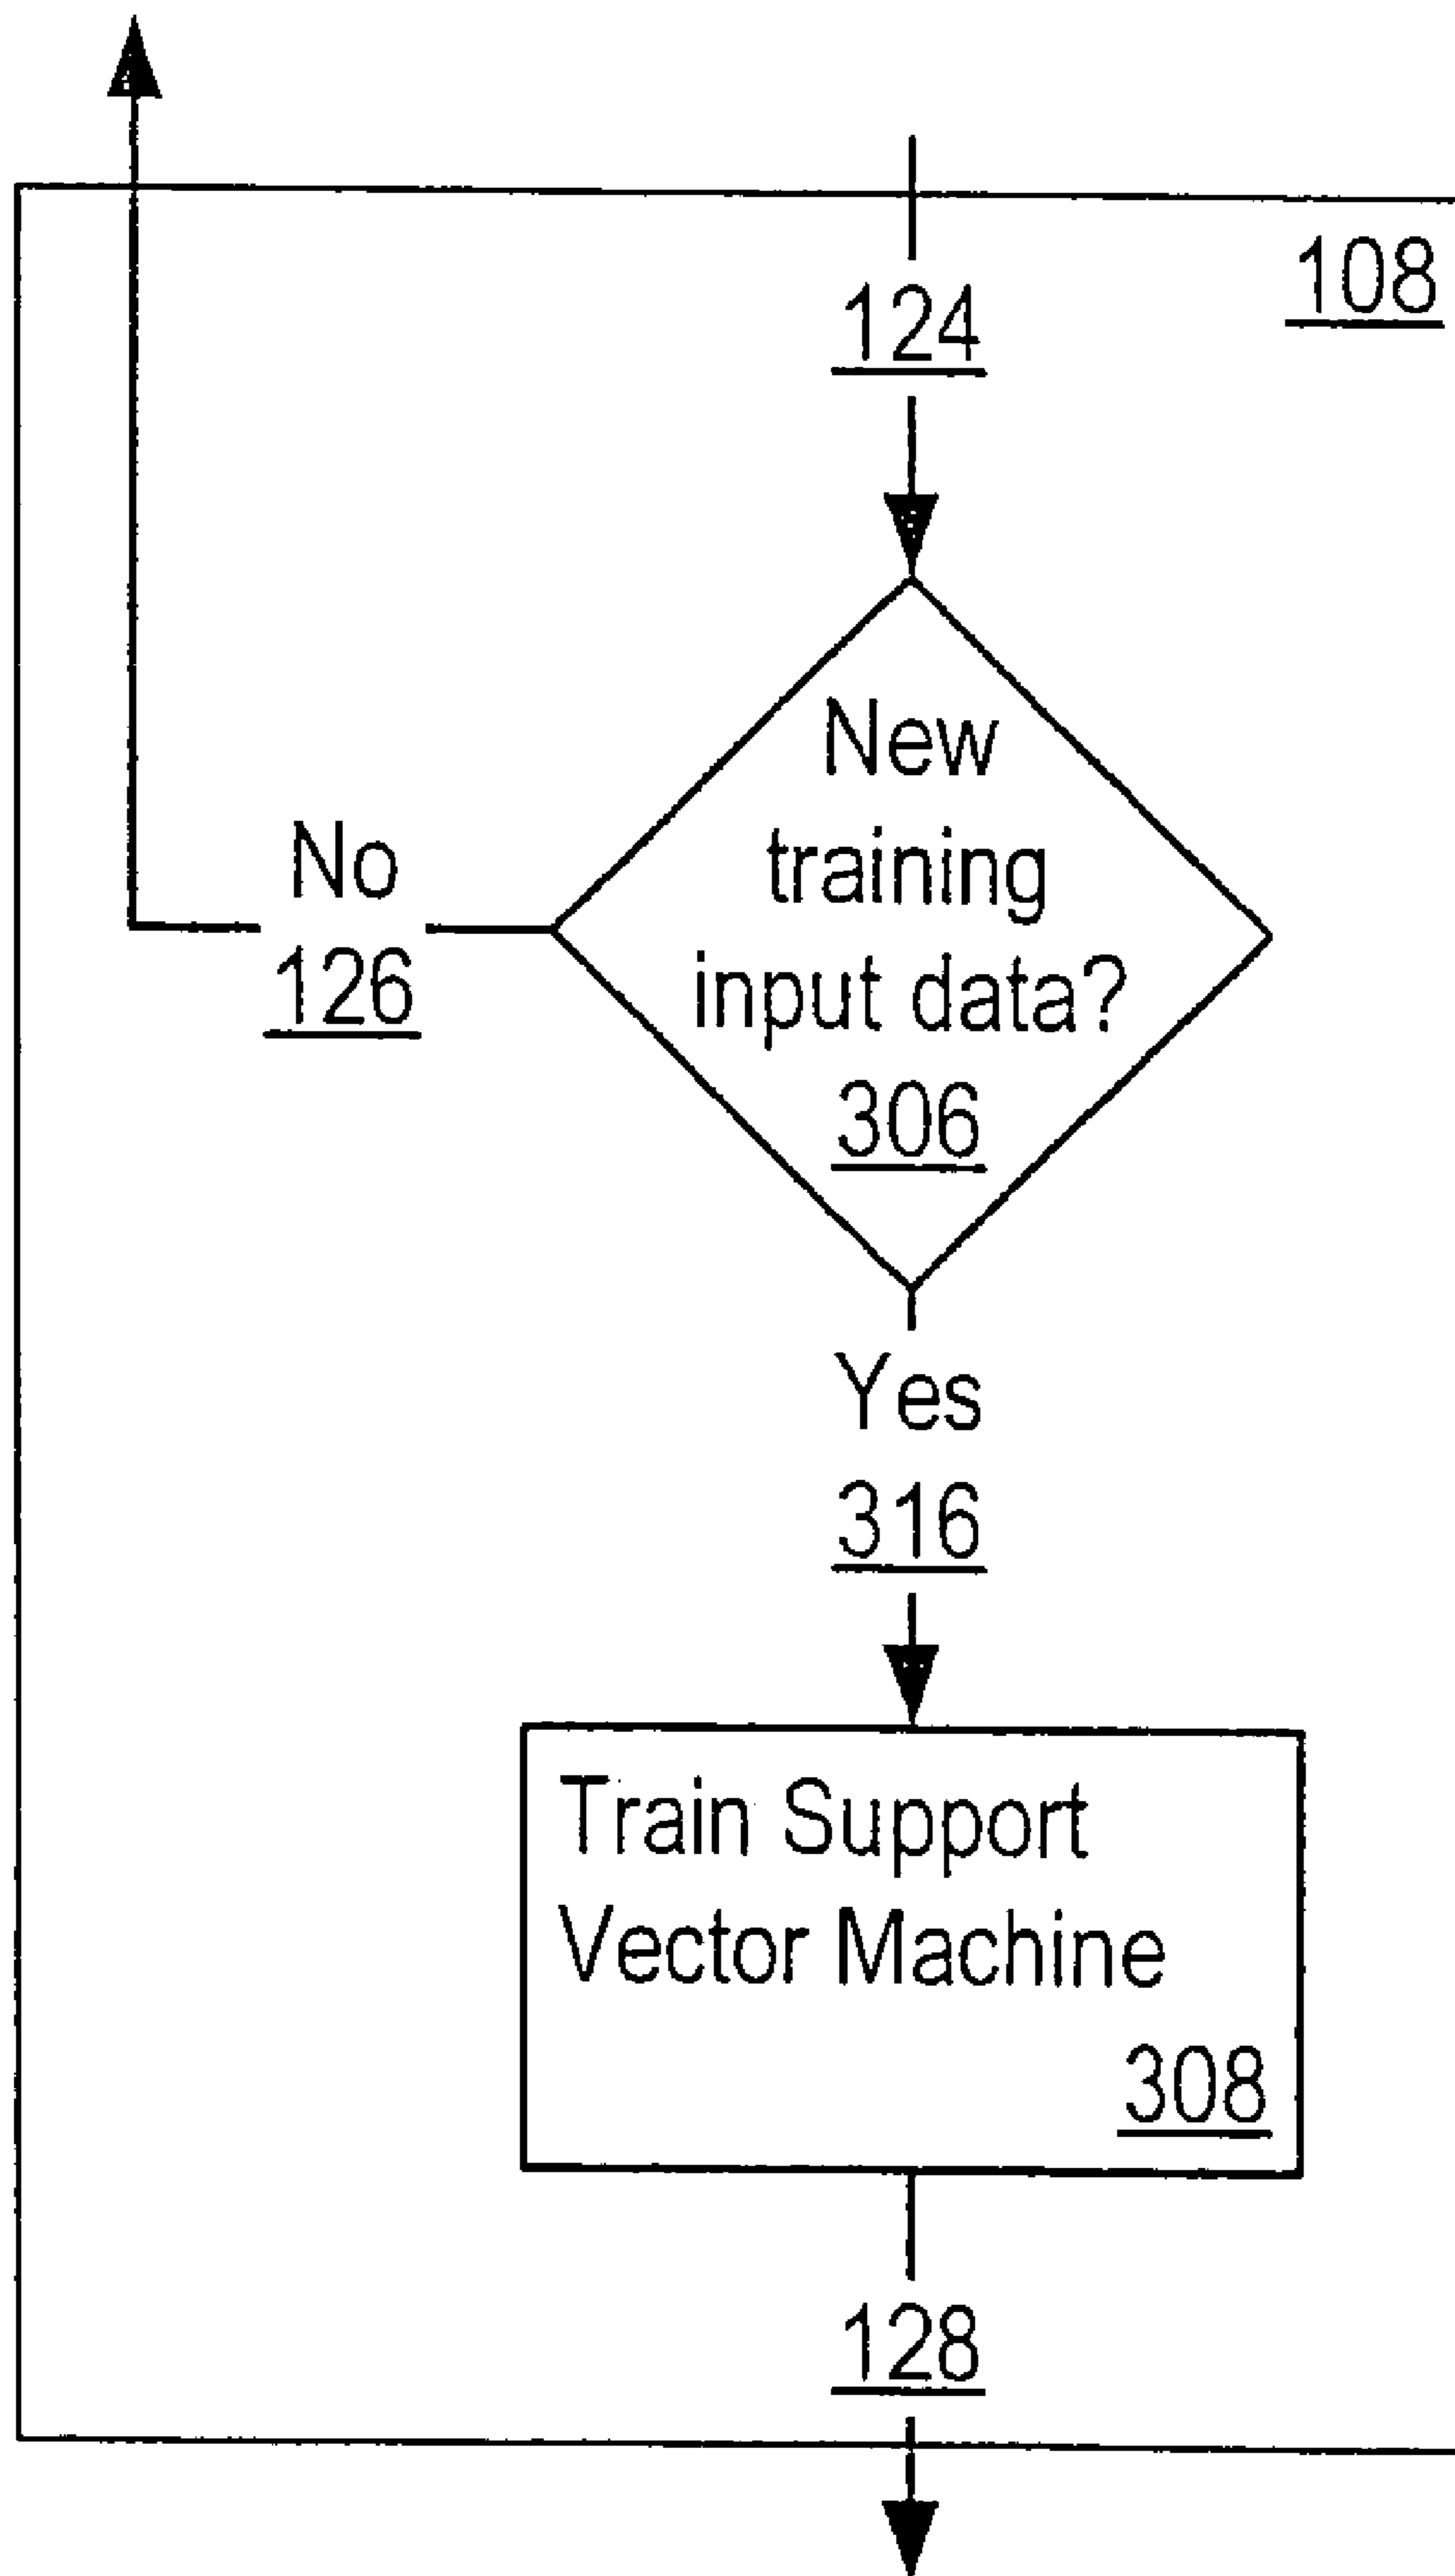 108
124
New
training
input data?
306
No
126
Yes
316
Train Support
Vector Machine
308
128